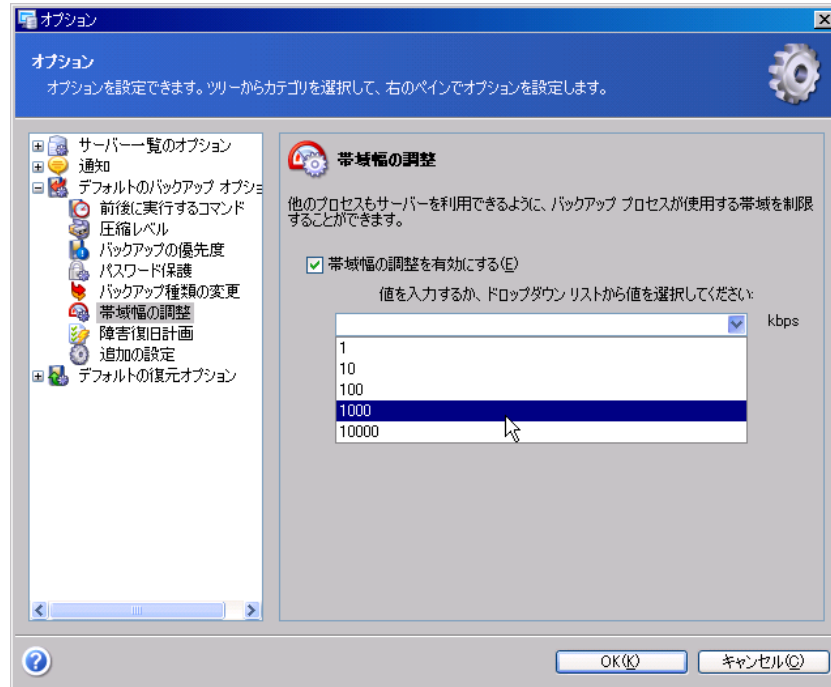 オプション
オプション
オプションを設定できます。ツリーからカテゴリを選択して、右のペインでオプションを設定します。
サーバー一覧のオプション
通知
デフォルトのバックアップ オプショ
前後に実行するコマンド
圧縮レベル
バックアップの優先度
パスワード保護
バックアップ種類の変更
帯域幅の調整
障害復旧計画
追加の設定
デフォルトの復元オプション
帯域幅の調整
他のプロセスもサーバーを利用できるように、バックアップ プロセスが使用する帯域を制限
することができます。
帯域幅の調整を有効にする(E)
値を入力するか、ドロップダウン リストから値を選択してください:
kbps
1
10
100
1000
10000
OK(K)
キャンセル(C)